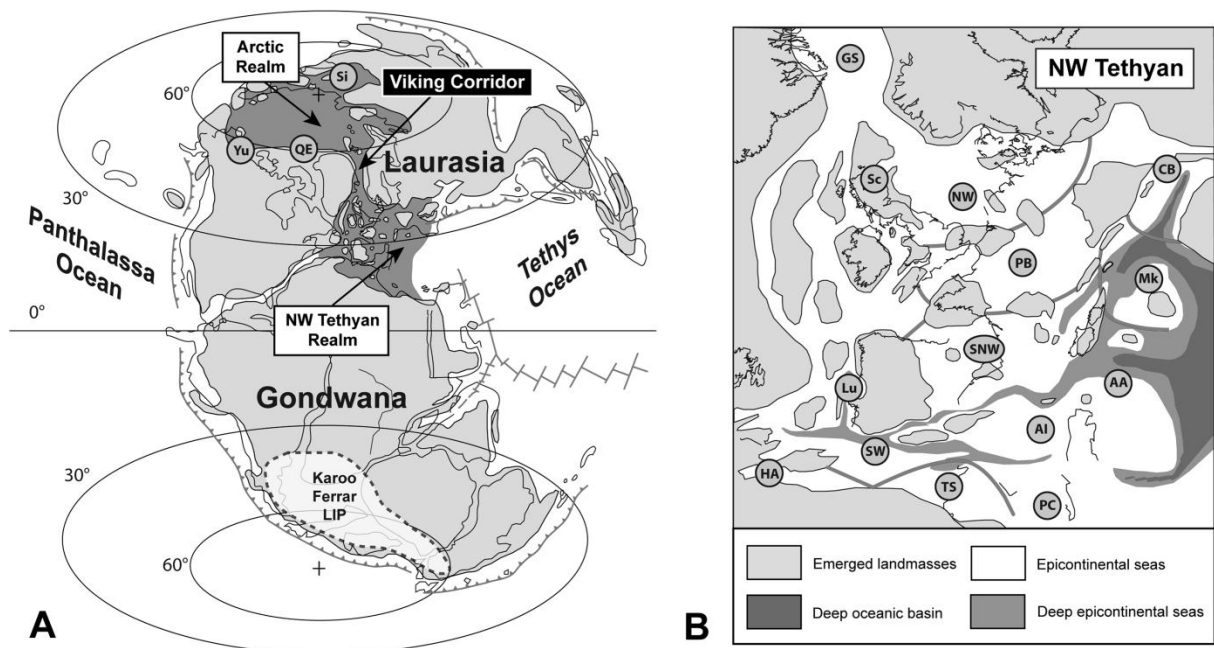 Arctic
Realm
Si
Viking Corridor
60°
Yu
QE
Laurasia
30°
Panthalassa
Ocean
Tethys
Ocean
0°
NW Tethyan
Realm
Gondwana
30°
Karoo
Ferrar
LIP
60°
A
GS
NW Tethyan
Sc
NW
CB
PB
Mk
SNW
Lu
AA
AI
SW
HA
TS
PC
Emerged landmasses
Epicontinental seas
Deep oceanic basin
Deep epicontinental seas
B